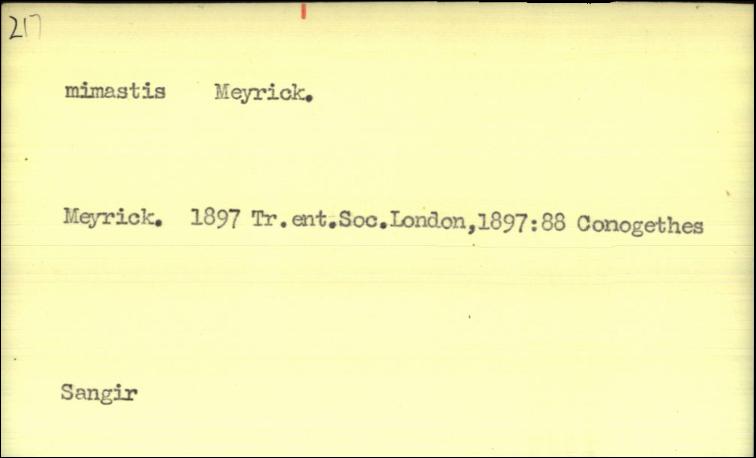 217
mimastis Meyrick.
Meyrick. 1897 Tr.ent.Soc.London,1897:88 Conogethes
Sangir